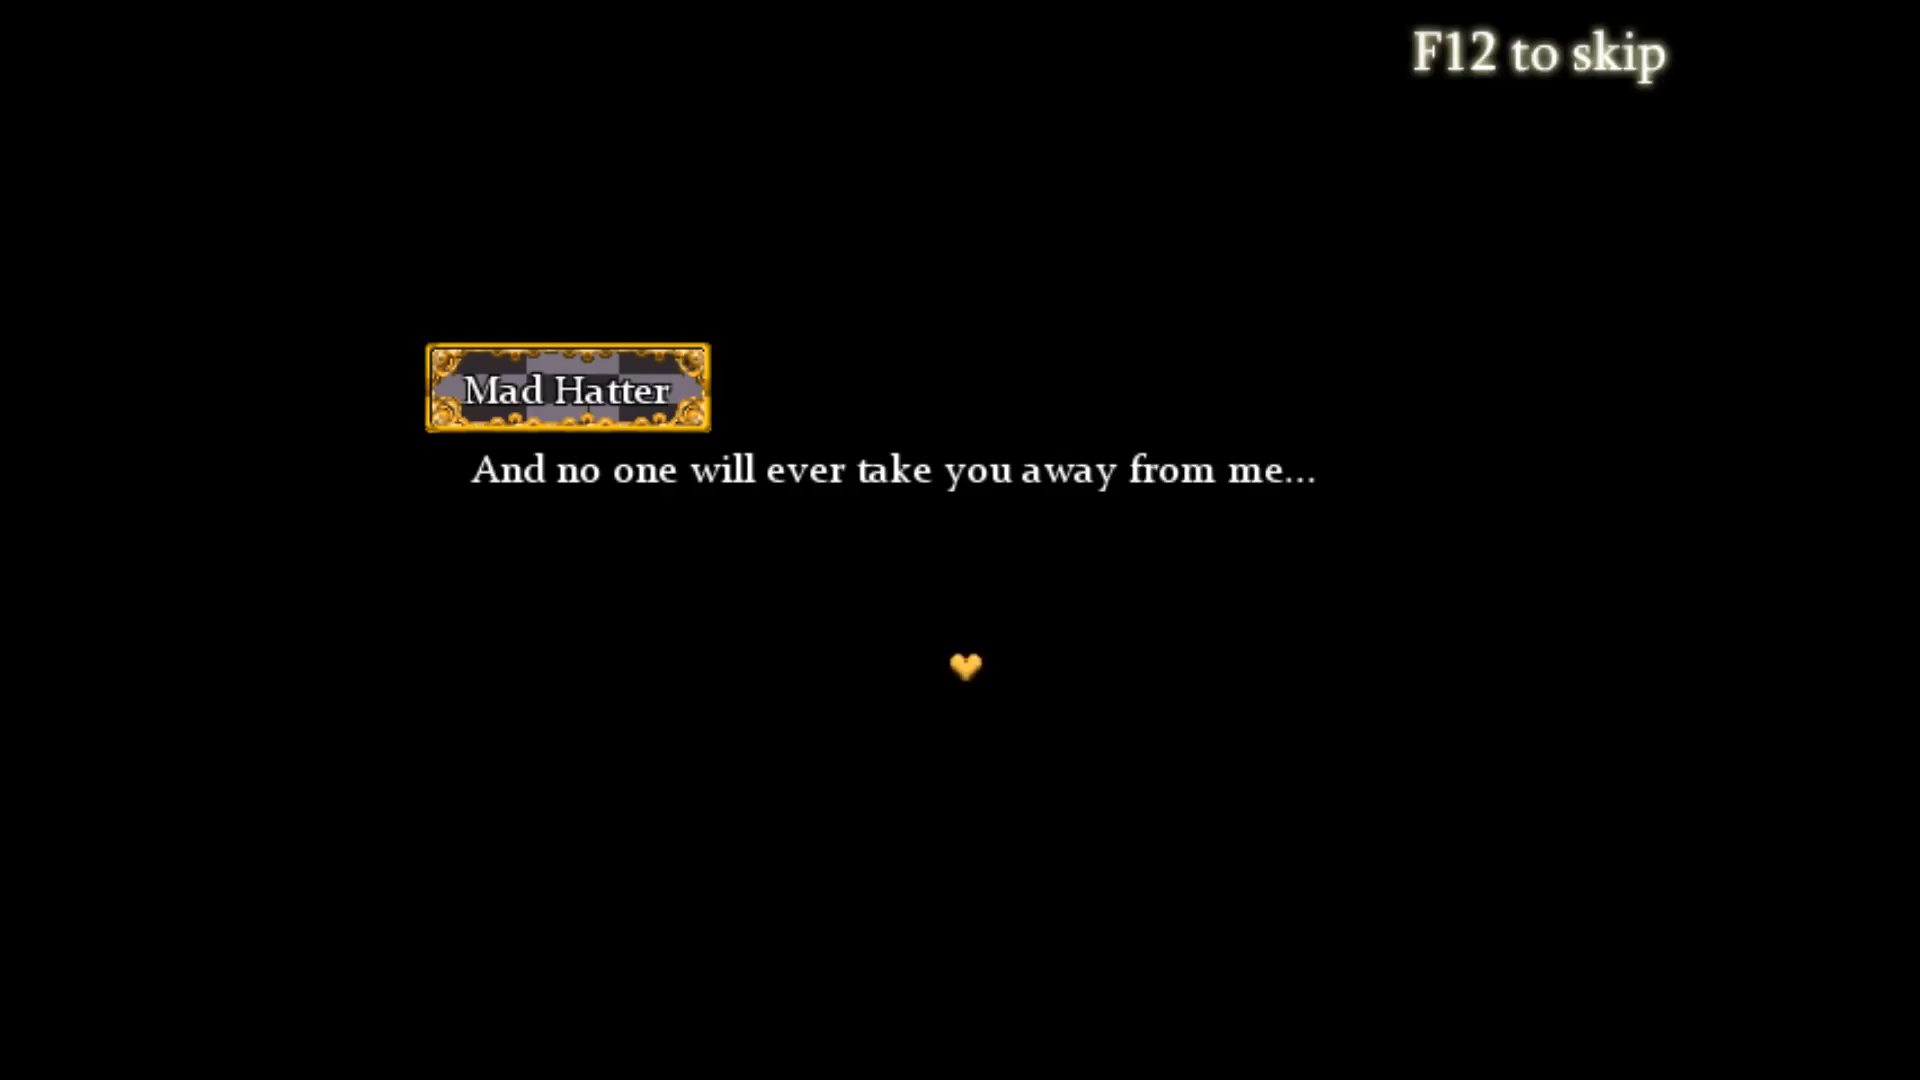 F12 to skip
Mad Hatter
And no one will ever take you away from me...